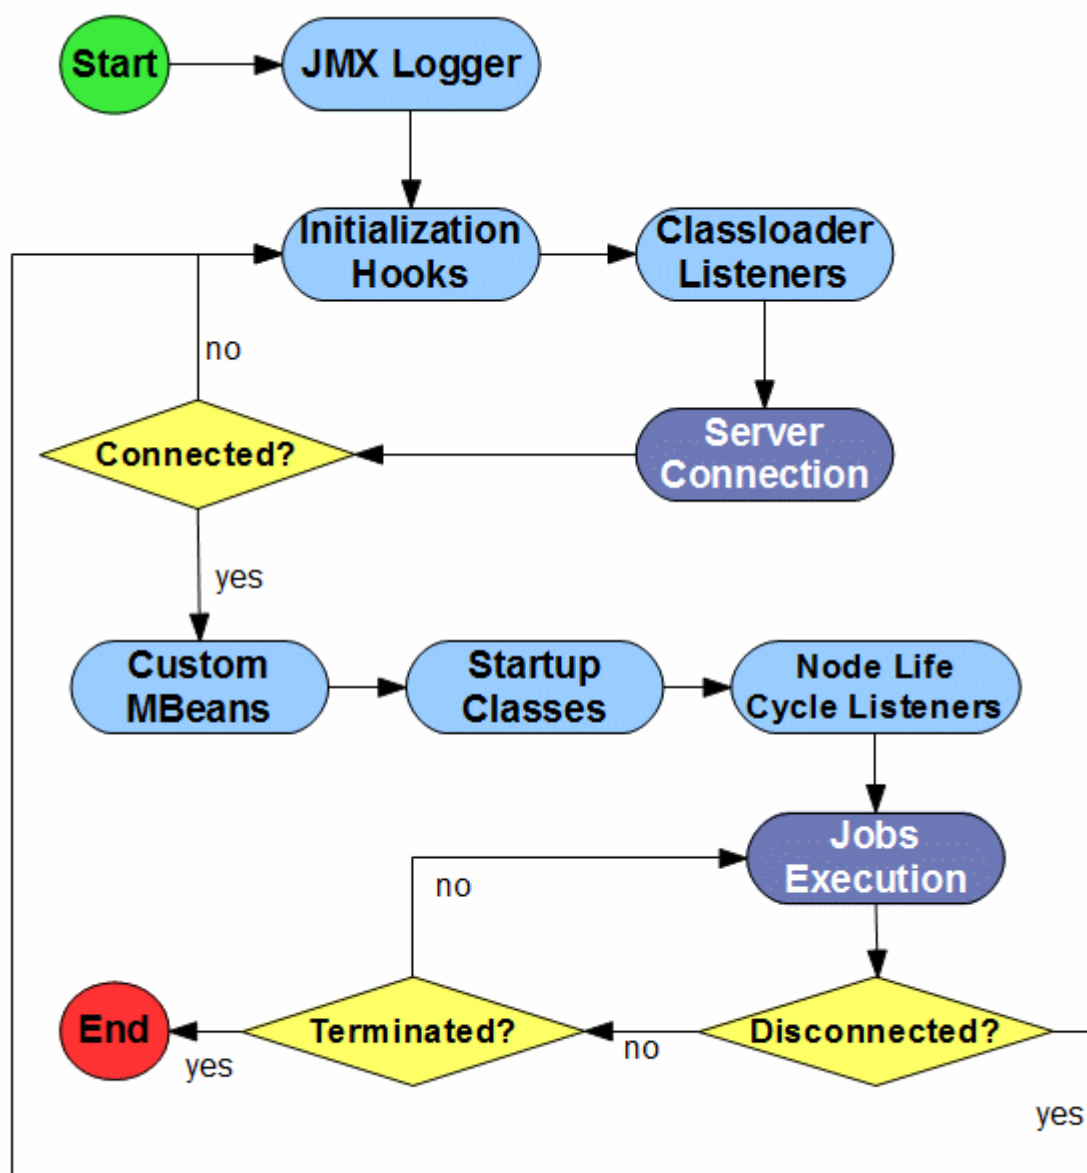 Start
JMX Logger
Initialization
Hooks
Classloader
Listeners
no
Connected?
Server
Connection
yes
Custom
MBeans
Startup
Classes
Node Life
Cycle Listeners
Jobs
Execution
no
End
Terminated?
Disconnected?
yes
no
yes